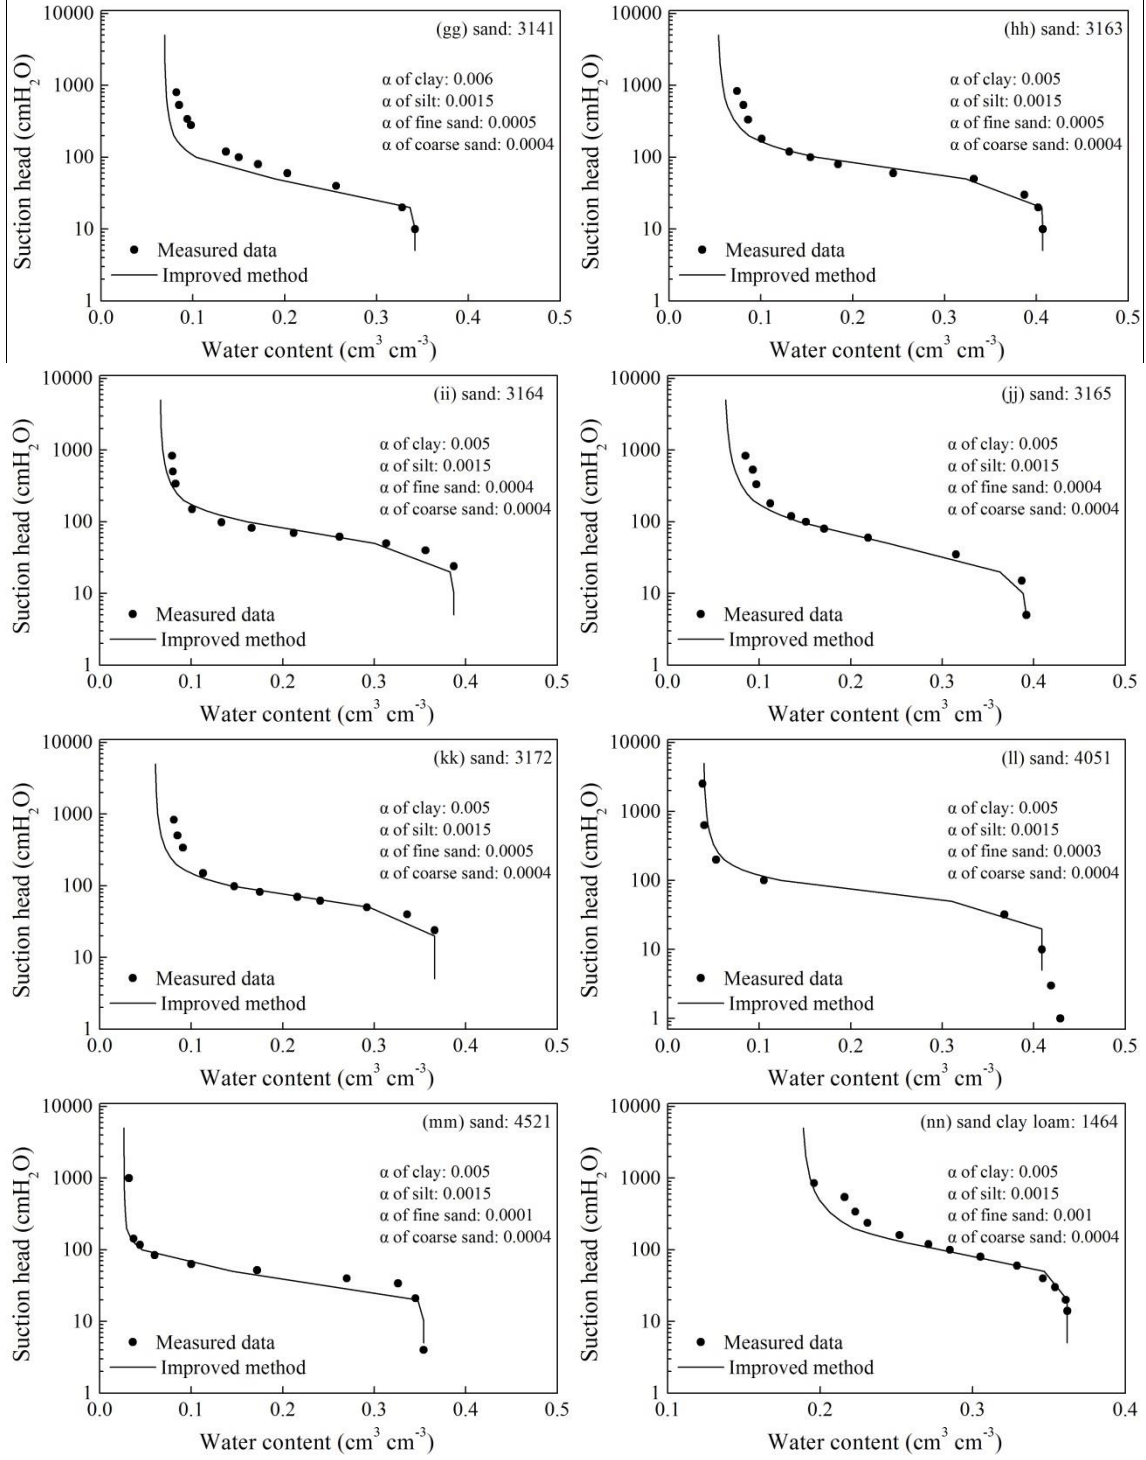 (gg) sand: 3141
α of clay: 0.006
α of silt: 0.0015
α of fine sand: 0.0005
α of coarse sand: 0.0004
Suction head (cmH₂O)
10000
1000
100
10
1
Measured data
Improved method
0.0 0.1 0.2 0.3 0.4 0.5
Water content (cm³ cm⁻³)
(hh) sand: 3163
α of clay: 0.005
α of silt: 0.0015
α of fine sand: 0.0005
α of coarse sand: 0.0004
Suction head (cmH₂O)
10000
1000
100
10
1
Measured data
Improved method
0.0 0.1 0.2 0.3 0.4 0.5
Water content (cm³ cm⁻³)
(ii) sand: 3164
α of clay: 0.005
α of silt: 0.0015
α of fine sand: 0.0004
α of coarse sand: 0.0004
Suction head (cmH₂O)
10000
1000
100
10
1
Measured data
Improved method
0.0 0.1 0.2 0.3 0.4 0.5
Water content (cm³ cm⁻³)
(jj) sand: 3165
α of clay: 0.005
α of silt: 0.0015
α of fine sand: 0.0004
α of coarse sand: 0.0004
Suction head (cmH₂O)
10000
1000
100
10
1
Measured data
Improved method
0.0 0.1 0.2 0.3 0.4 0.5
Water content (cm³ cm⁻³)
(kk) sand: 3172
α of clay: 0.005
α of silt: 0.0015
α of fine sand: 0.0005
α of coarse sand: 0.0004
Suction head (cmH₂O)
10000
1000
100
10
1
Measured data
Improved method
0.0 0.1 0.2 0.3 0.4 0.5
Water content (cm³ cm⁻³)
(ll) sand: 4051
α of clay: 0.005
α of silt: 0.0015
α of fine sand: 0.0003
α of coarse sand: 0.0004
Suction head (cmH₂O)
10000
1000
100
10
1
Measured data
Improved method
0.0 0.1 0.2 0.3 0.4 0.5
Water content (cm³ cm⁻³)
(mm) sand: 4521
α of clay: 0.005
α of silt: 0.0015
α of fine sand: 0.0001
α of coarse sand: 0.0004
Suction head (cmH₂O)
10000
1000
100
10
1
Measured data
Improved method
0.0 0.1 0.2 0.3 0.4 0.5
Water content (cm³ cm⁻³)
(nn) sand clay loam: 1464
α of clay: 0.005
α of silt: 0.0015
α of fine sand: 0.001
α of coarse sand: 0.0004
Suction head (cmH₂O)
10000
1000
100
10
1
Measured data
Improved method
0.1 0.2 0.3 0.4
Water content (cm³ cm⁻³)